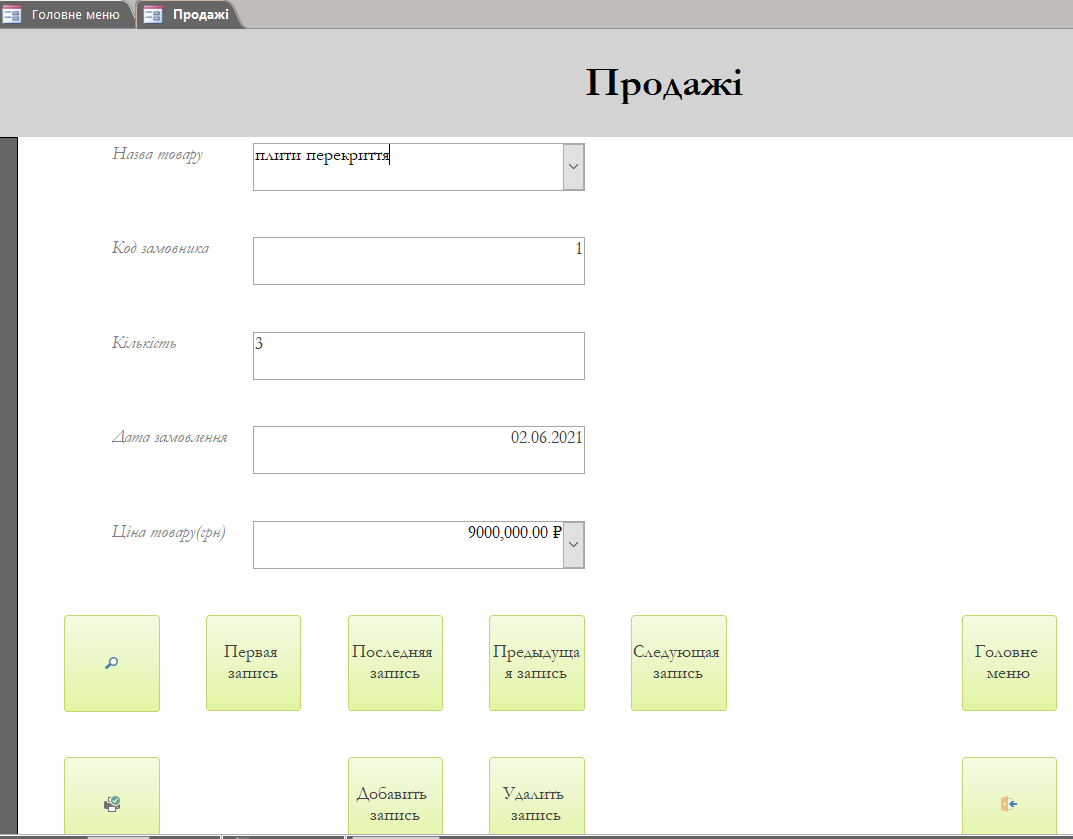 Головне меню
Продажі
Продажі
Назва товару
плити перекриття
Код замовника
1
Кількість
3
Дата замовлення
02.06.2021
Ціна товару(грн)
9000,000.00 ₽
Первая
запись
Последняя
запись
Предыдуща
я запись
Следующая
запись
Головне
меню
Добавить
запись
Удалить
запись